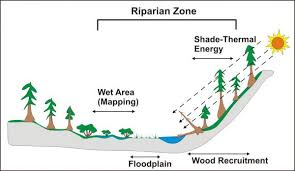 Riparian Zone
Shade-Thermal
Energy
Wet Area
(Mapping)
Floodplain
Wood Recruitment